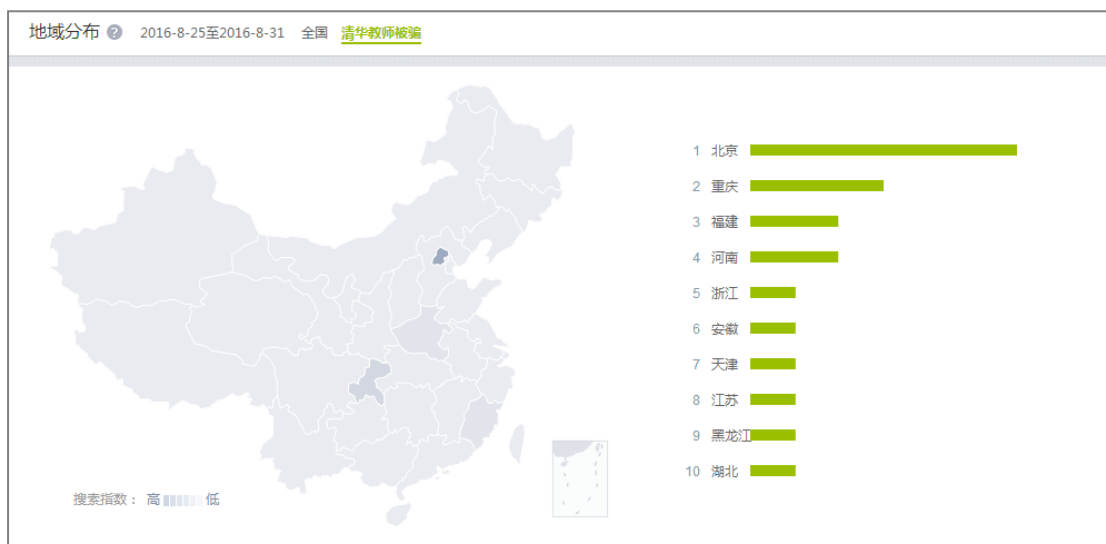 地域分布 ? 2016-8-25至2016-8-31 全国 清华教师被骗
1 北京
2 重庆
3 福建
4 河南
5 浙江
6 安徽
7 天津
8 江苏
9 黑龙江
10 湖北
搜索指数： 高 低